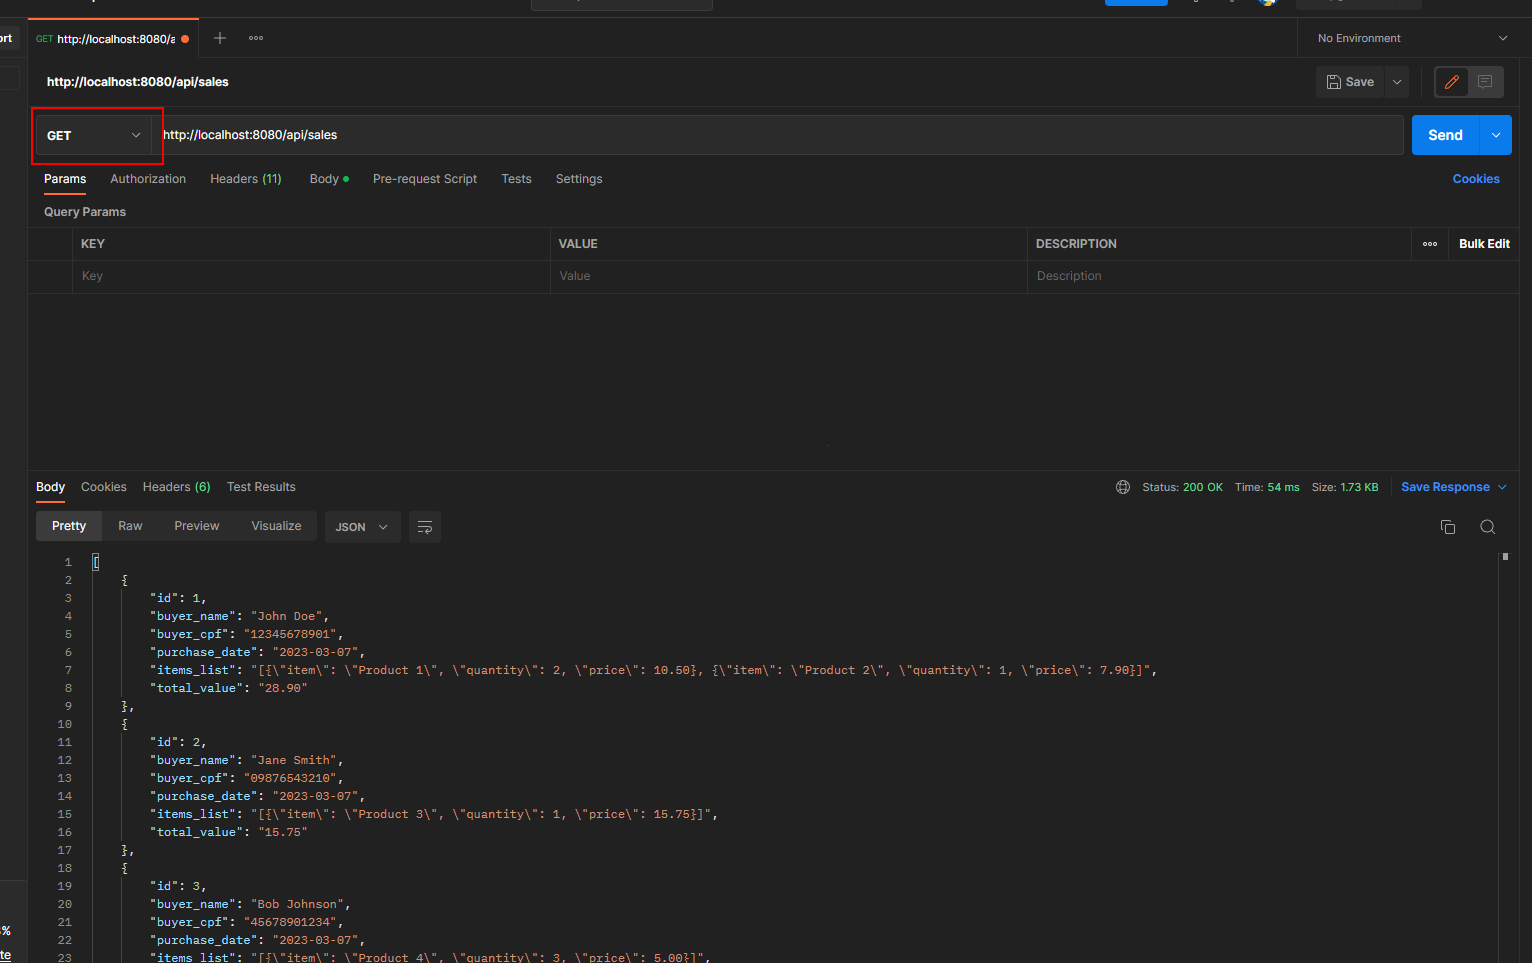 ort
GET http://localhost:8080/a
No Environment
http://localhost:8080/api/sales
Save
GET
http://localhost:8080/api/sales
Send
Params Authorization Headers (11) Body Pre-request Script Tests Settings Cookies
Query Params
KEY VALUE DESCRIPTION Bulk Edit
Key Value Description
Body Cookies Headers (6) Test Results Status: 200 OK Time: 54 ms Size: 1.73 KB Save Response
Pretty Raw Preview Visualize JSON
1 [
2 {
3 "id": 1,
4 "buyer_name": "John Doe",
5 "buyer_cpf": "12345678901",
6 "purchase_date": "2023-03-07",
7 "items_list": "[{\"item\": \"Product 1\", \"quantity\": 2, \"price\": 10.50}, {\"item\": \"Product 2\", \"quantity\": 1, \"price\": 7.90}]",
8 "total_value": "28.90"
9 },
10 {
11 "id": 2,
12 "buyer_name": "Jane Smith",
13 "buyer_cpf": "09876543210",
14 "purchase_date": "2023-03-07",
15 "items_list": "[{\"item\": \"Product 3\", \"quantity\": 1, \"price\": 15.75}]",
16 "total_value": "15.75"
17 },
18 {
19 "id": 3,
20 "buyer_name": "Bob Johnson",
21 "buyer_cpf": "45678901234",
22 "purchase_date": "2023-03-07",
23 "items_list": "[{\"item\": \"Product 4\", \"quantity\": 3, \"price\": 5.00}]",
%
te